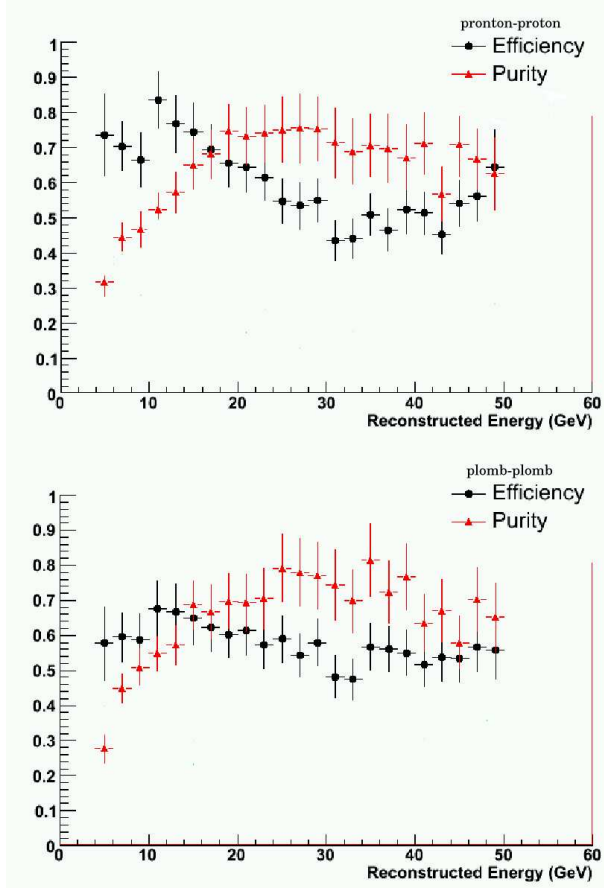 pronton-proton
Efficiency
Purity
1
0.9
0.8
0.7
0.6
0.5
0.4
0.3
0.2
0.1
0
0 10 20 30 40 50 60
Reconstructed Energy (GeV)
plomb-plomb
Efficiency
Purity
1
0.9
0.8
0.7
0.6
0.5
0.4
0.3
0.2
0.1
0
0 10 20 30 40 50 60
Reconstructed Energy (GeV)